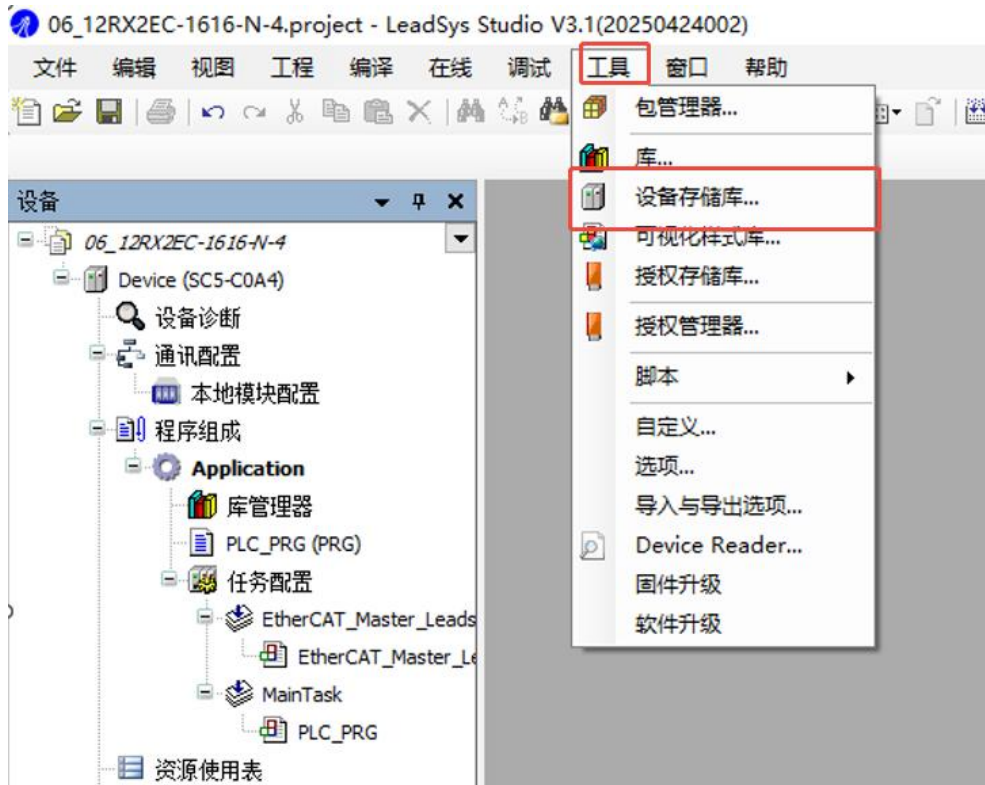 06_12RX2EC-1616-N-4.project - LeadSys Studio V3.1(20250424002)
文件 编辑 视图 工程 编译 在线 调试 工具 窗口 帮助
包管理器...
库...
设备存储库...
可视化样式库...
授权存储库...
授权管理器...
脚本
自定义...
选项...
导入与导出选项...
Device Reader...
固件升级
软件升级
设备
06_12RX2EC-1616-N-4
Device (SC5-C0A4)
设备诊断
通讯配置
本地模块配置
程序组成
Application
库管理器
PLC_PRG (PRG)
任务配置
EtherCAT_Master_Leads
EtherCAT_Master_Le
MainTask
PLC_PRG
资源使用表